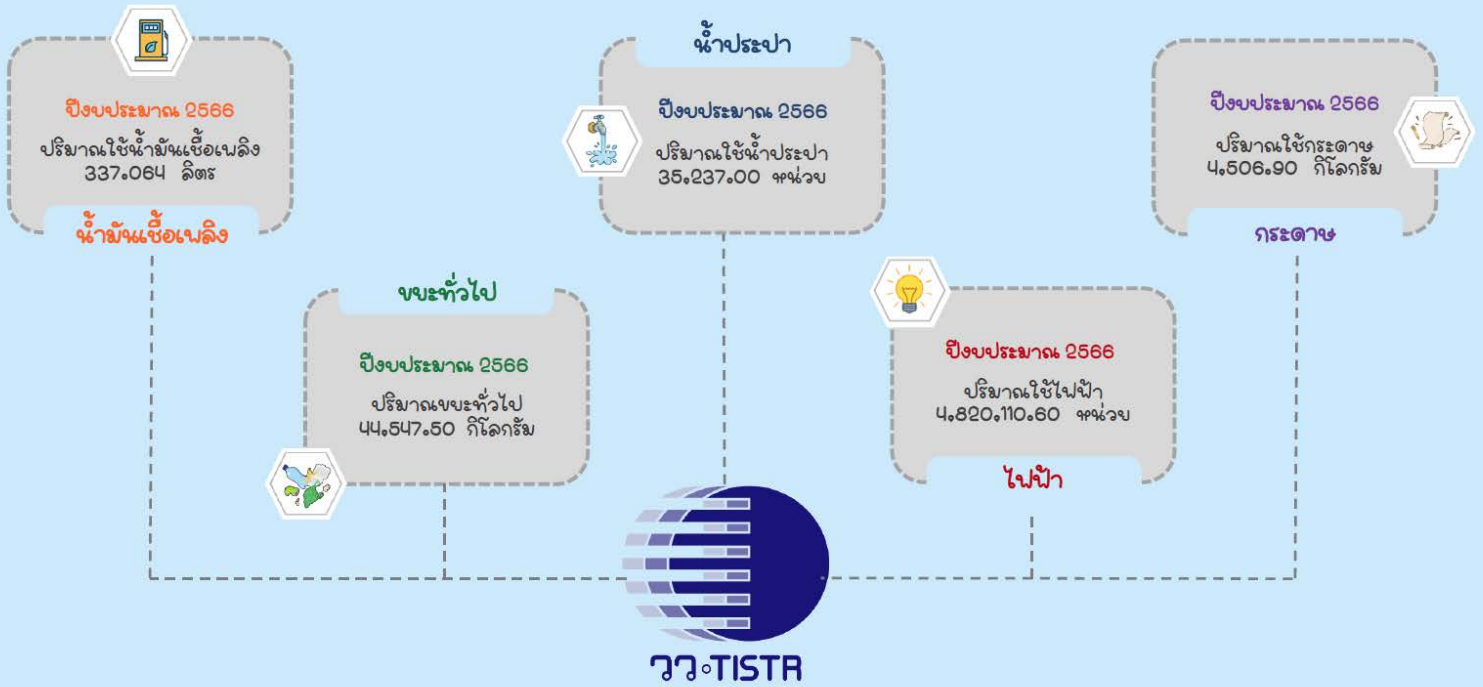 ปีงบประมาณ 2566
ปริมาณใช้น้ำมันเชื้อเพลิง
337.064 ลิตร
น้ำมันเชื้อเพลิง
น้ำประปา
ปีงบประมาณ 2566
ปริมาณใช้น้ำประปา
35,237.00 หน่วย
ปีงบประมาณ 2566
ปริมาณใช้กระดาษ
4,506.90 กิโลกรัม
กระดาษ
ขยะทั่วไป
ปีงบประมาณ 2566
ปริมาณขยะทั่วไป
44,547.50 กิโลกรัม
ปีงบประมาณ 2566
ปริมาณใช้ไฟฟ้า
4,820,110.60 หน่วย
ไฟฟ้า
วว.TISTR